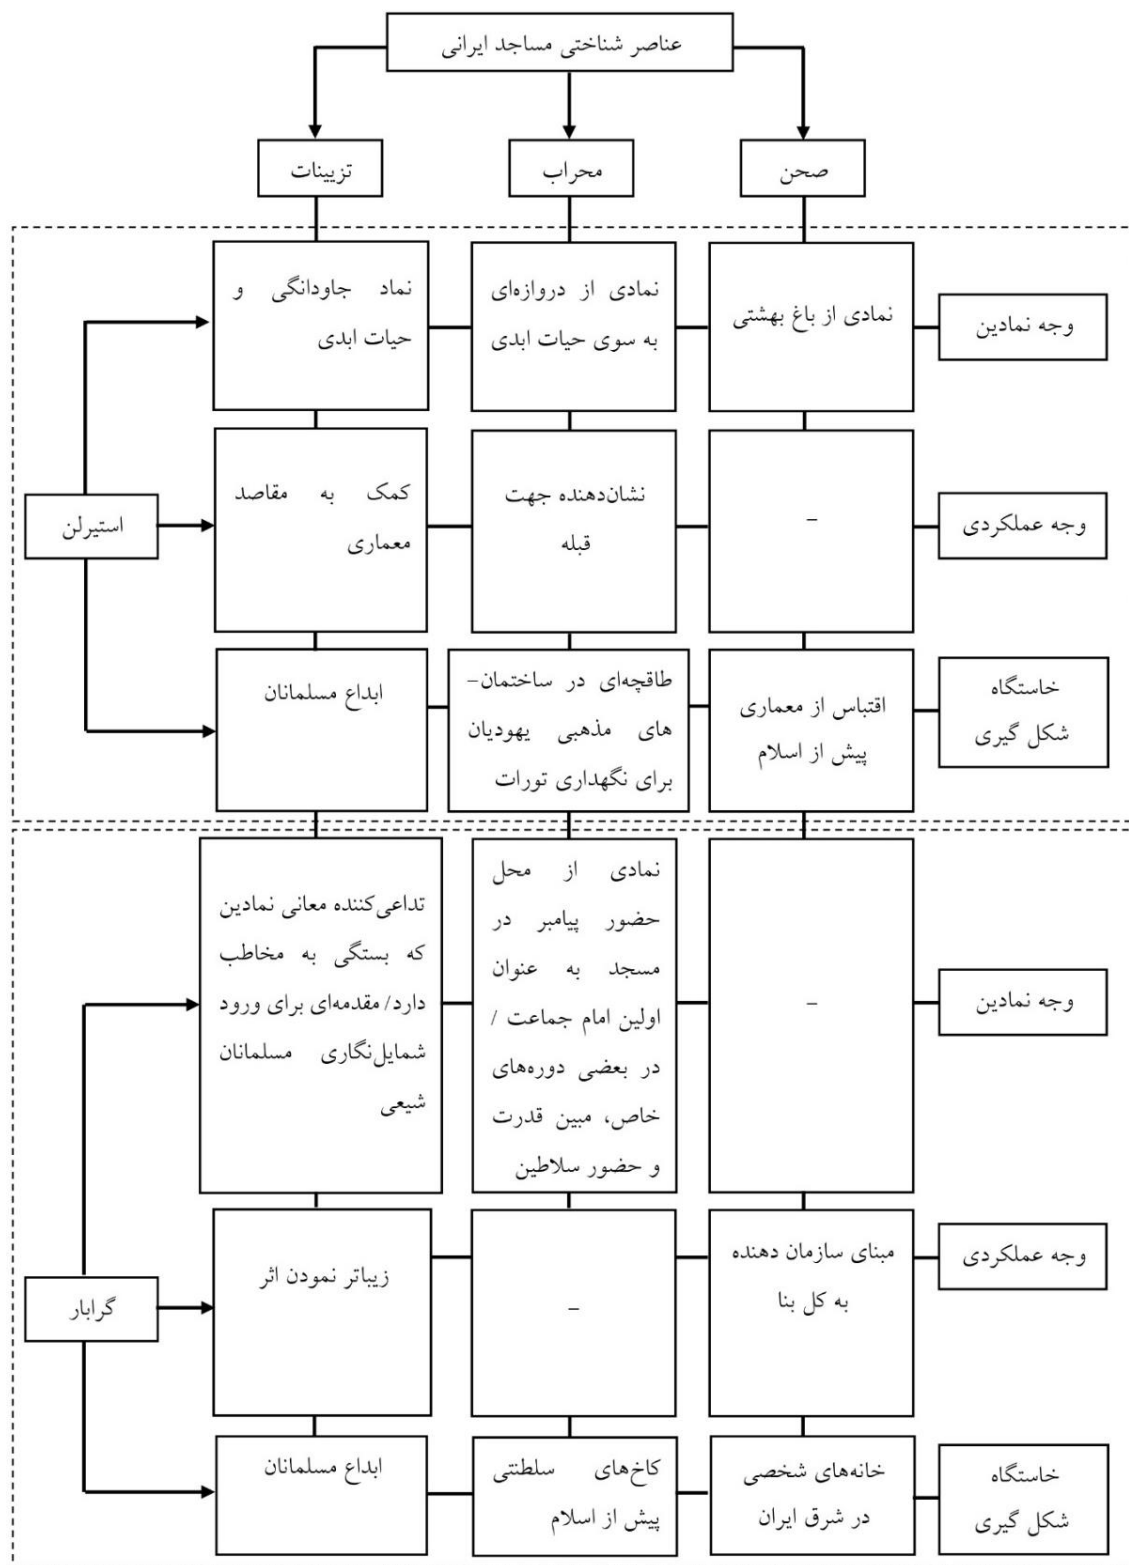 عناصر شناختی مساجد ایرانی
صحن
محراب
تزیینات
وجه نمادین
نمادی از باغ بهشتی
نمادی از دروازه‌ای
به سوی حیات ابدی
نماد جاودانگی و
حیات ابدی
وجه عملکردی
–
نشان‌دهنده جهت
قبله
کمک به مقاصد
معماری
استیرلن
خاستگاه
شکل گیری
اقتباس از معماری
پیش از اسلام
طاقچه‌ای در ساختمان–
های مذهبی یهودیان
برای نگهداری تورات
ابداع مسلمانان
وجه نمادین
–
نمادی از محل
حضور پیامبر در
مسجد به عنوان
اولین امام جماعت /
در بعضی دوره‌های
خاص، مبین قدرت
و حضور سلاطین
تداعی‌کننده معانی نمادین
که بستگی به مخاطب
دارد/ مقدمه‌ای برای ورود
شمایل‌نگاری مسلمانان
شیعی
وجه عملکردی
مبنای سازمان دهنده
به کل بنا
–
زیباتر نمودن اثر
گرابار
خاستگاه
شکل گیری
خانه‌های شخصی
در شرق ایران
کاخ‌های سلطنتی
پیش از اسلام
ابداع مسلمانان